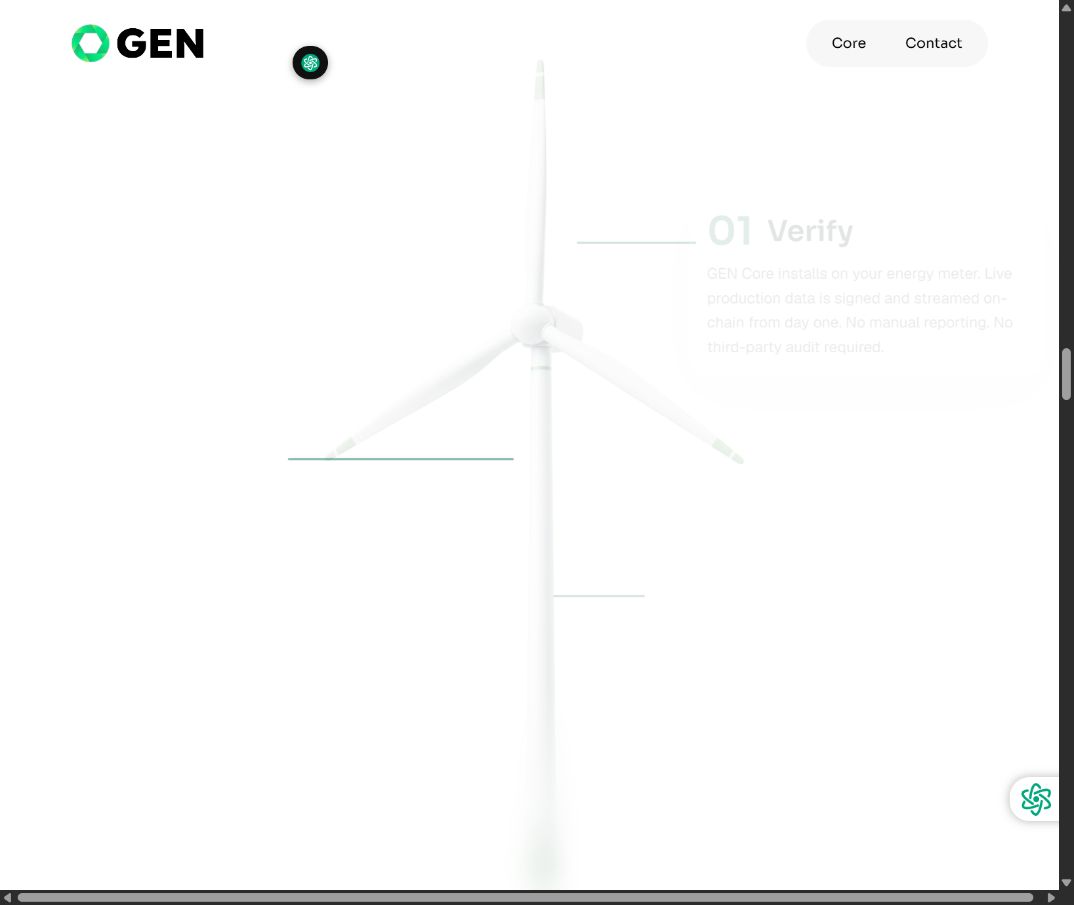 GEN
Core
Contact
01 Verify
GEN Core installs on your energy meter. Live
production data is signed and streamed on-
chain from day one. No manual reporting. No
third-party audit required.